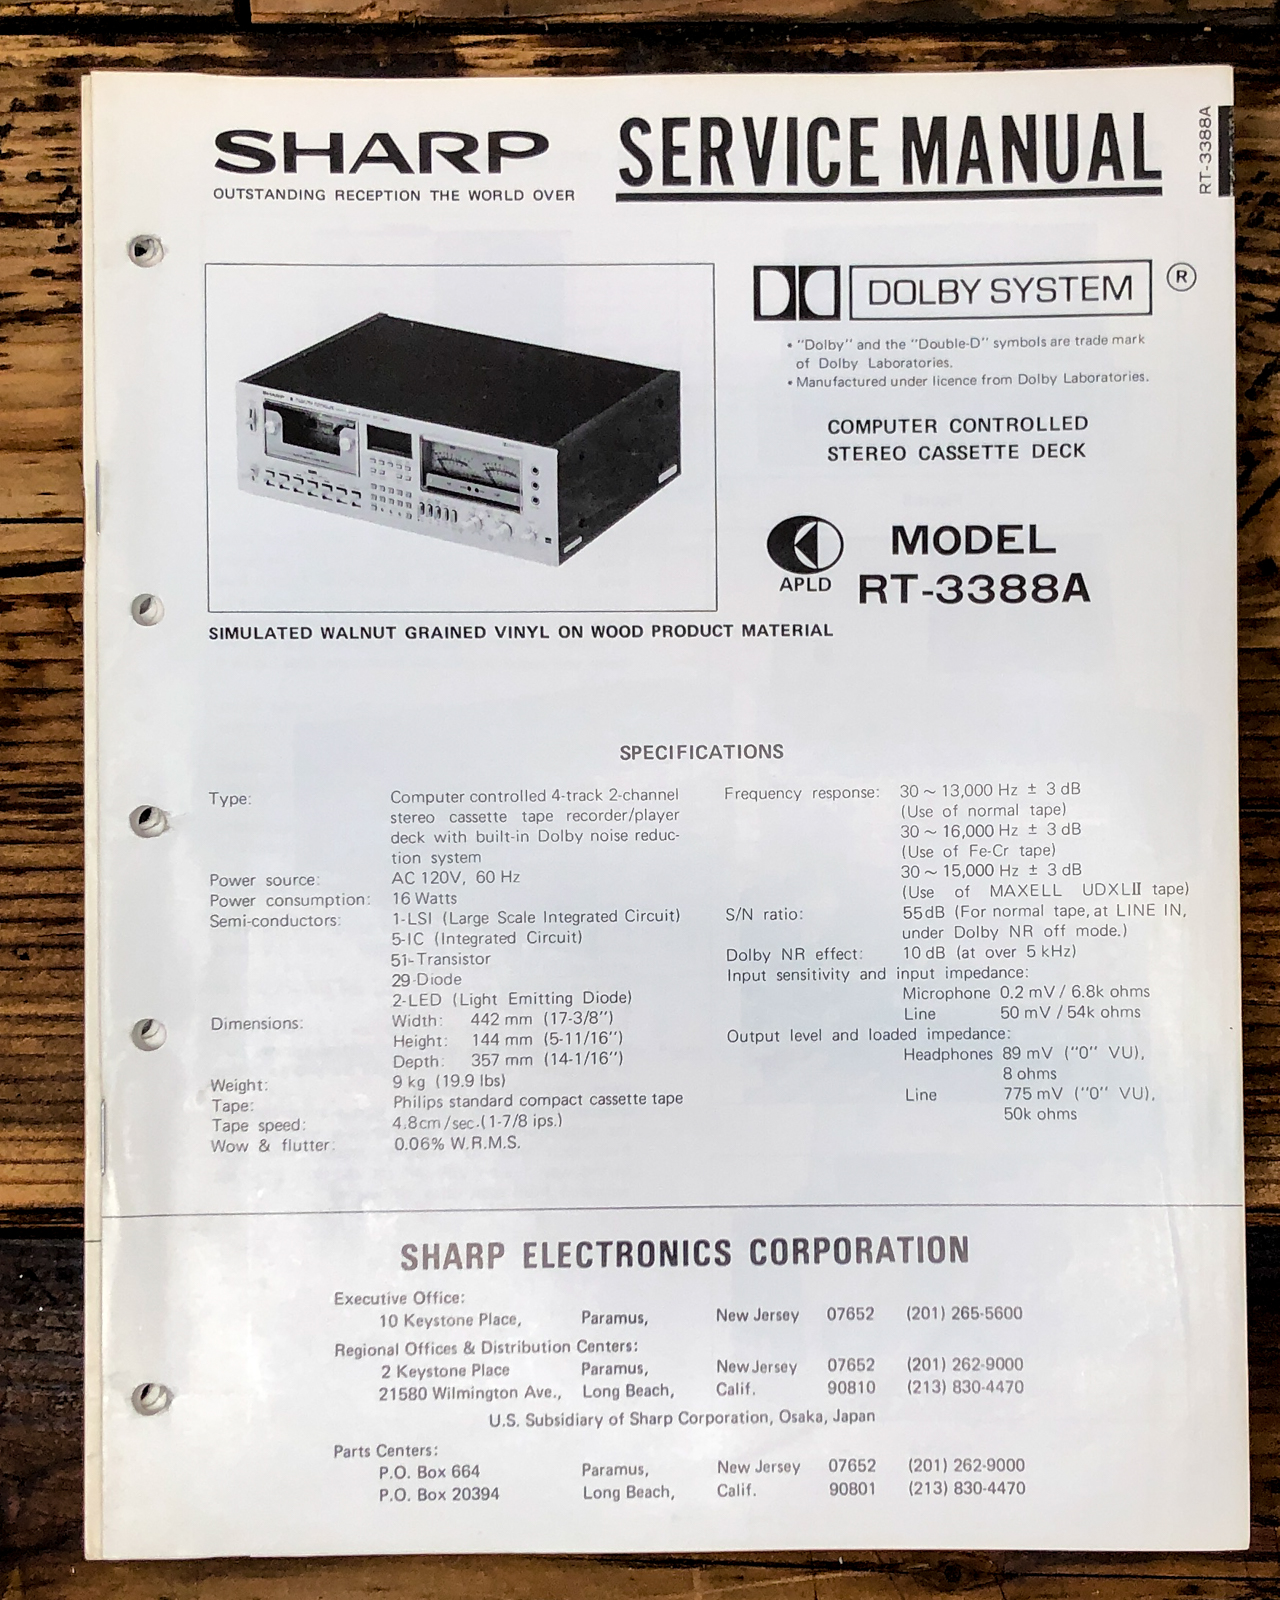 SHARP
OUTSTANDING RECEPTION THE WORLD OVER
SERVICE MANUAL
RT-3388A
DOLBY SYSTEM ®
• "Dolby" and the "Double-D" symbols are trade mark
of Dolby Laboratories.
• Manufactured under licence from Dolby Laboratories.
COMPUTER CONTROLLED
STEREO CASSETTE DECK
APLD
MODEL
RT-3388A
SHARP
SIMULATED WALNUT GRAINED VINYL ON WOOD PRODUCT MATERIAL
SPECIFICATIONS
Type: Computer controlled 4-track 2-channel
stereo cassette tape recorder/player
deck with built-in Dolby noise reduc-
tion system
Power source: AC 120V, 60 Hz
Power consumption: 16 Watts
Semi-conductors: 1-LSI (Large Scale Integrated Circuit)
5-IC (Integrated Circuit)
51-Transistor
29-Diode
2-LED (Light Emitting Diode)
Dimensions: Width: 442 mm (17-3/8")
Height: 144 mm (5-11/16")
Depth: 357 mm (14-1/16")
Weight: 9 kg (19.9 lbs)
Tape: Philips standard compact cassette tape
Tape speed: 4.8cm/sec.(1-7/8 ips.)
Wow & flutter: 0.06% W.R.M.S.
Frequency response: 30 ~ 13,000 Hz ± 3 dB
(Use of normal tape)
30 ~ 16,000 Hz ± 3 dB
(Use of Fe-Cr tape)
30 ~ 15,000 Hz ± 3 dB
(Use of MAXELL UDXLII tape)
S/N ratio: 55dB (For normal tape, at LINE IN,
under Dolby NR off mode.)
Dolby NR effect: 10 dB (at over 5 kHz)
Input sensitivity and input impedance:
Microphone 0.2 mV / 6.8k ohms
Line 50 mV / 54k ohms
Output level and loaded impedance:
Headphones 89 mV ("0" VU),
8 ohms
Line 775 mV ("0" VU),
50k ohms
SHARP ELECTRONICS CORPORATION
Executive Office:
10 Keystone Place, Paramus, New Jersey 07652 (201) 265-5600
Regional Offices & Distribution Centers:
2 Keystone Place Paramus, New Jersey 07652 (201) 262-9000
21580 Wilmington Ave., Long Beach, Calif. 90810 (213) 830-4470
U.S. Subsidiary of Sharp Corporation, Osaka, Japan
Parts Centers:
P.O. Box 664 Paramus, New Jersey 07652 (201) 262-9000
P.O. Box 20394 Long Beach, Calif. 90801 (213) 830-4470